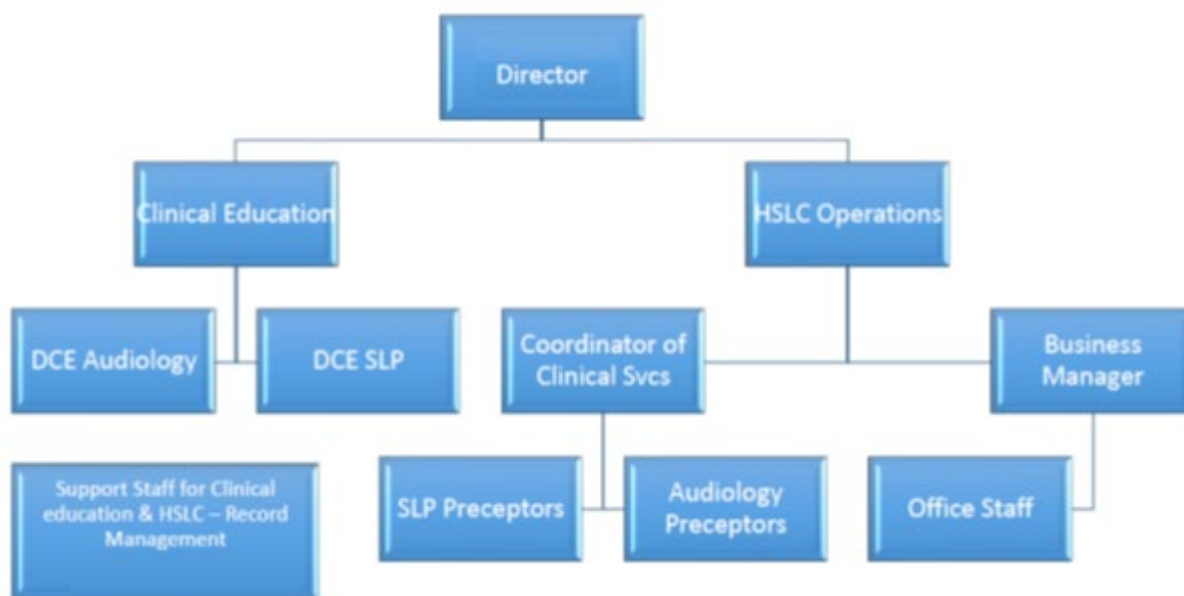 Director
Clinical Education
HSLC Operations
DCE Audiology
DCE SLP
Coordinator of
Clinical Svcs
Business
Manager
Support Staff for Clinical
education & HSLC – Record
Management
SLP Preceptors
Audiology
Preceptors
Office Staff